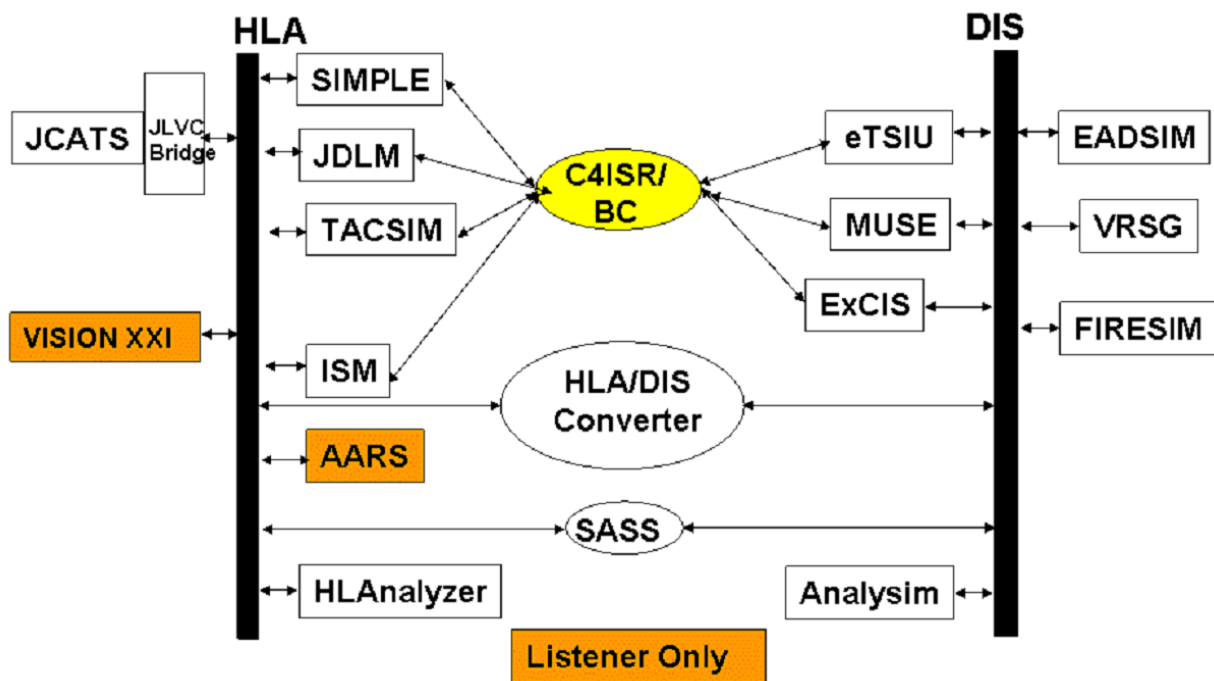 HLA
DIS
SIMPLE
JCATS
JLVC
Bridge
JDLM
C4ISR/
BC
eTSIU
EADSIM
TACSIM
MUSE
VRSG
VISION XXI
ExCIS
FIRESIM
ISM
HLA/DIS
Converter
AARS
SASS
HLAnalyzer
Analysim
Listener Only